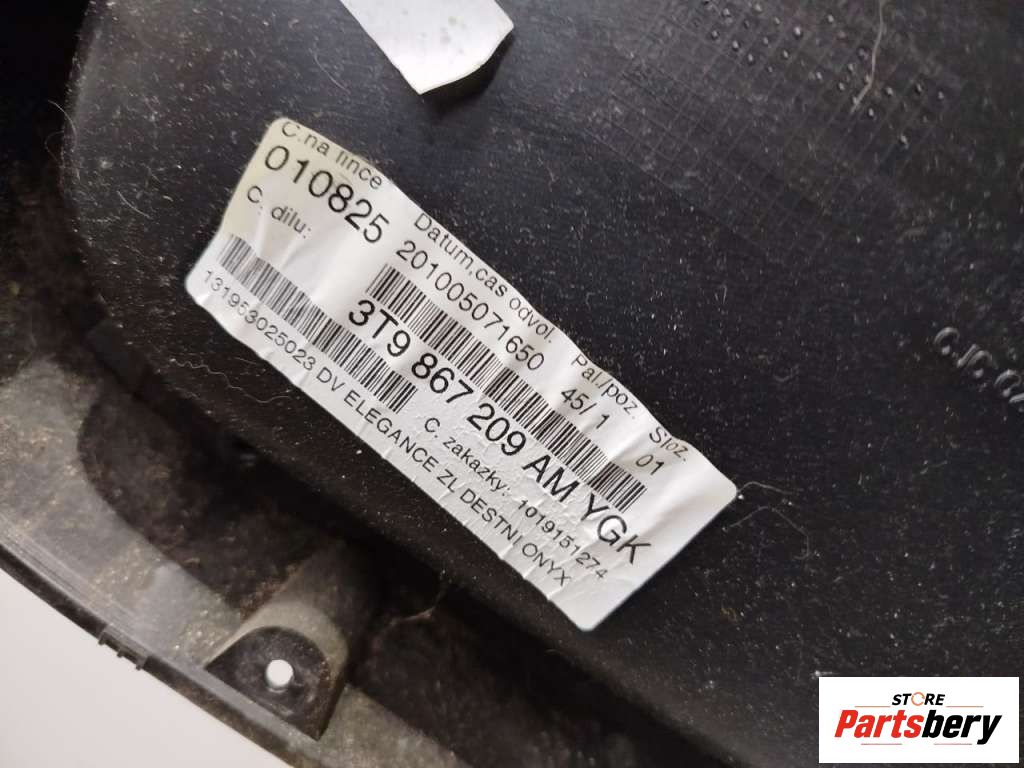 C.na lince Datum,cas odvol. Pal./poz. Sloz.
010825 201005071650 45/ 1 01
C. dilu:
3T9 867 209 AM YGK
C. zakazky: 1019151274
131953025023 DV ELEGANCE ZL DESTNI ONYX
STORE
Partsbery